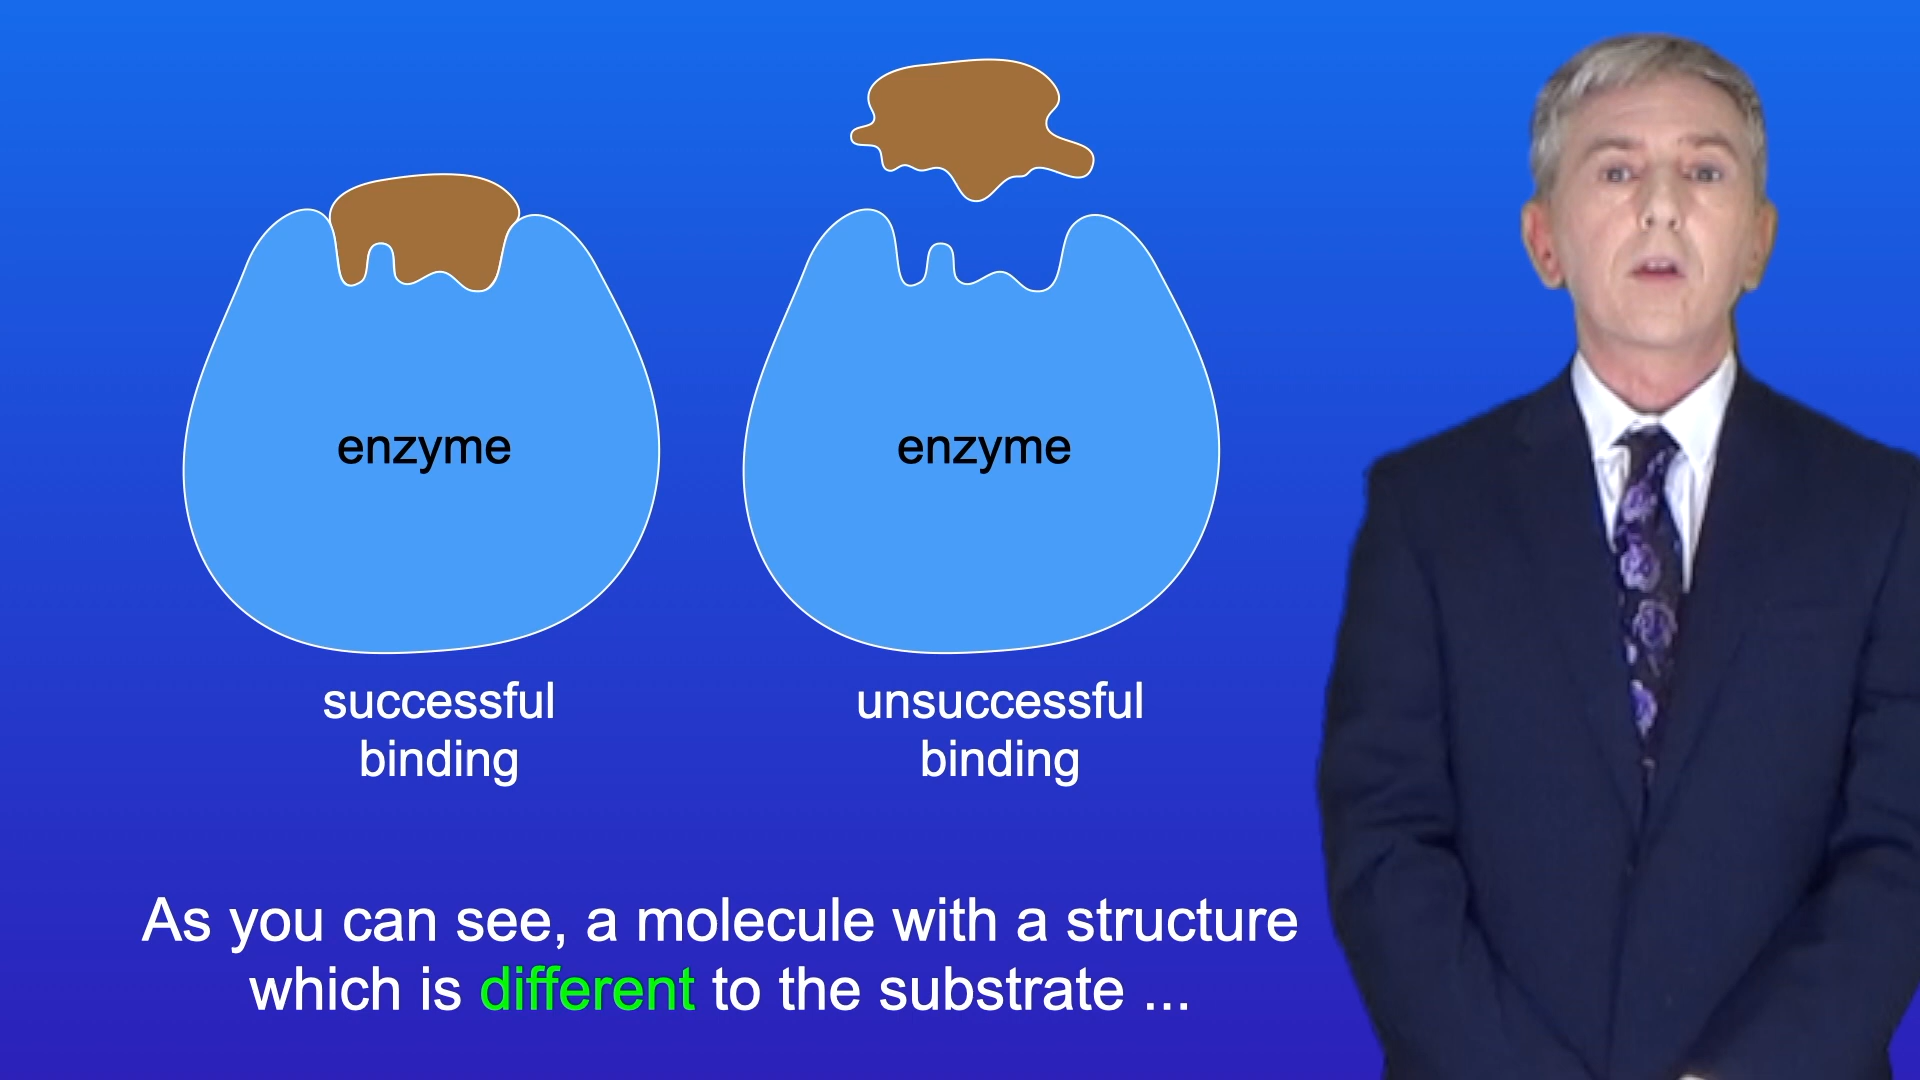 enzyme
enzyme
successful
binding
unsuccessful
binding
As you can see, a molecule with a structure
which is different to the substrate ...